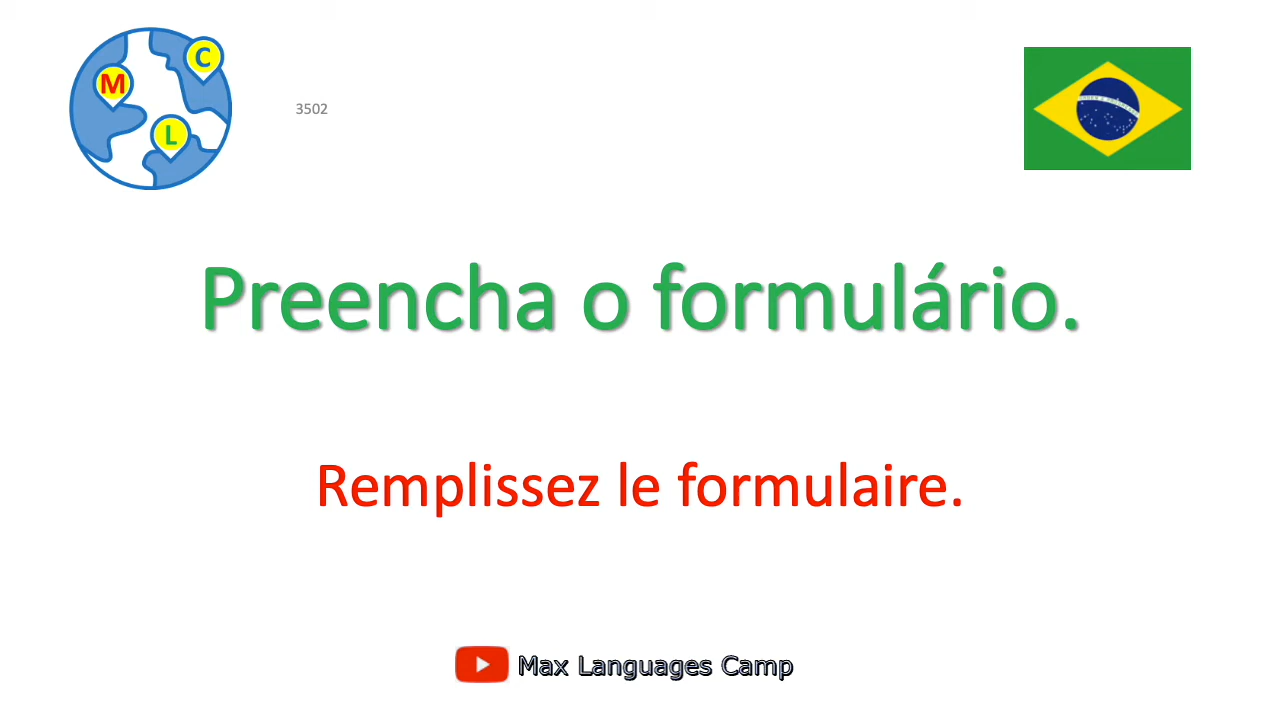 M
C
L
3502
Preencha o formulário.
Remplissez le formulaire.
Max Languages Camp